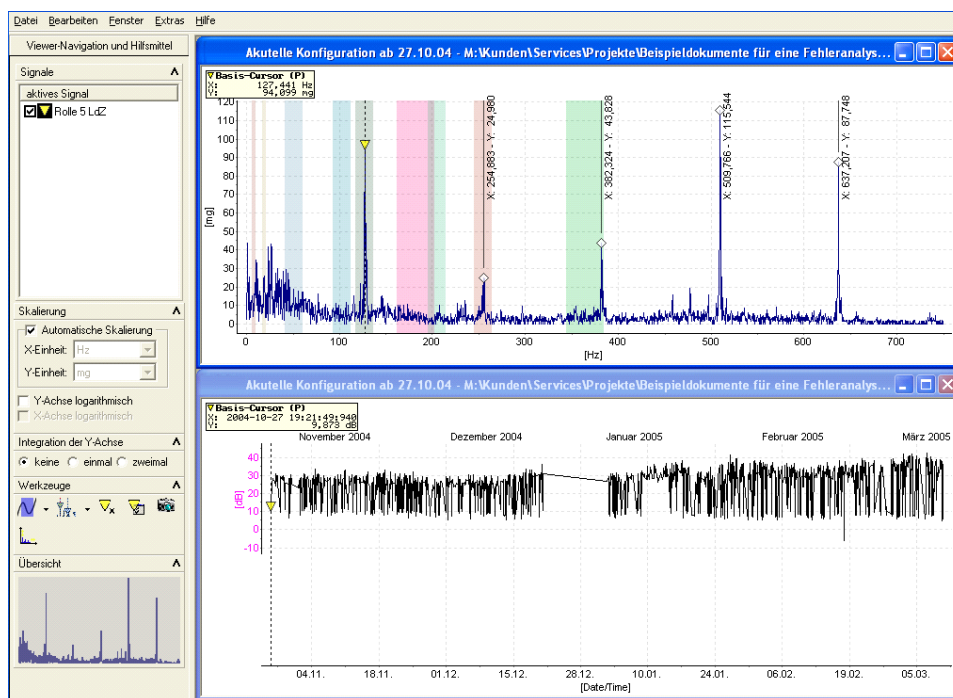 Datei Bearbeiten Fenster Extras Hilfe
Viewer-Navigation und Hilfsmittel
Signale
aktives Signal
Rolle 5 LdZ
Skalierung
Automatische Skalierung
X-Einheit: Hz
Y-Einheit: mg
Y-Achse logarithmisch
X-Achse logarithmisch
Integration der Y-Achse
keine einmal zweimal
Werkzeuge
Übersicht
Akutelle Konfiguration ab 27.10.04 - M:\Kunden\Services\Projekte\Beispieldokumente für eine Fehleranalys...
Basis-Cursor (P)
X: 127,441 Hz
Y: 94,099 mg
120
110
100
90
80
70
60
50
40
30
20
10
0
[mg]
X: 254,883 - Y: 24,980
X: 382,324 - Y: 43,828
X: 509,766 - Y: 115,544
X: 637,207 - Y: 87,748
0 100 200 300 400 500 600 700
[Hz]
Akutelle Konfiguration ab 27.10.04 - M:\Kunden\Services\Projekte\Beispieldokumente für eine Fehleranalys...
Basis-Cursor (P)
X: 2004-10-27 19:21:49:940
Y: 9,873 dB
November 2004 Dezember 2004 Januar 2005 Februar 2005 März 2005
40
30
20
10
0
-10
[dB]
04.11. 18.11. 01.12. 15.12. 28.12. 10.01. 24.01. 06.02. 19.02. 05.03.
[Date/Time]